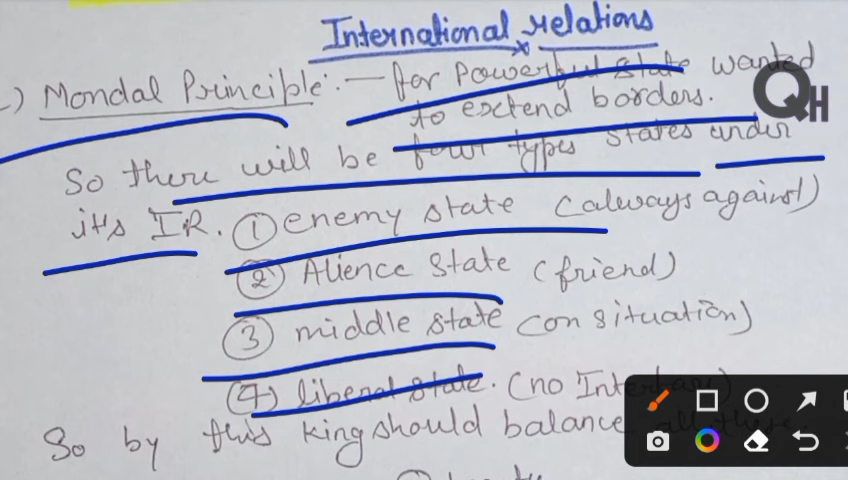 International relations
Mondal Principle:- for Powerful state wanted
to extend borders.
QH
So there will be four types states under
it's IR. ① enemy state (always against)
② Alience state (friend)
③ middle state (on situation)
④ liberal state. (no
So by this king should balance